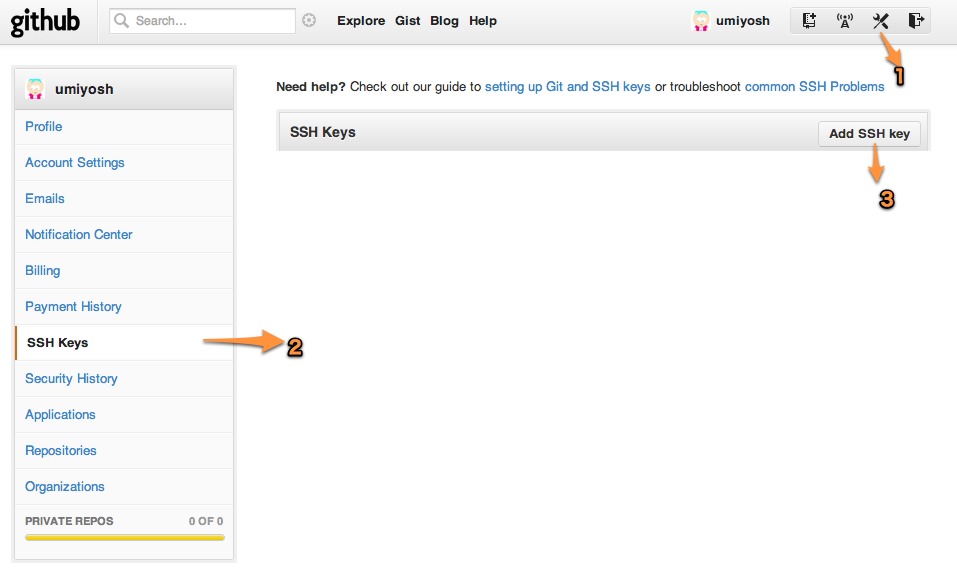 github Search... Explore Gist Blog Help umiyosh
1
umiyosh
Profile
Account Settings
Emails
Notification Center
Billing
Payment History
SSH Keys
2
Security History
Applications
Repositories
Organizations
PRIVATE REPOS 0 OF 0
Need help? Check out our guide to setting up Git and SSH keys or troubleshoot common SSH Problems
SSH Keys Add SSH key
3